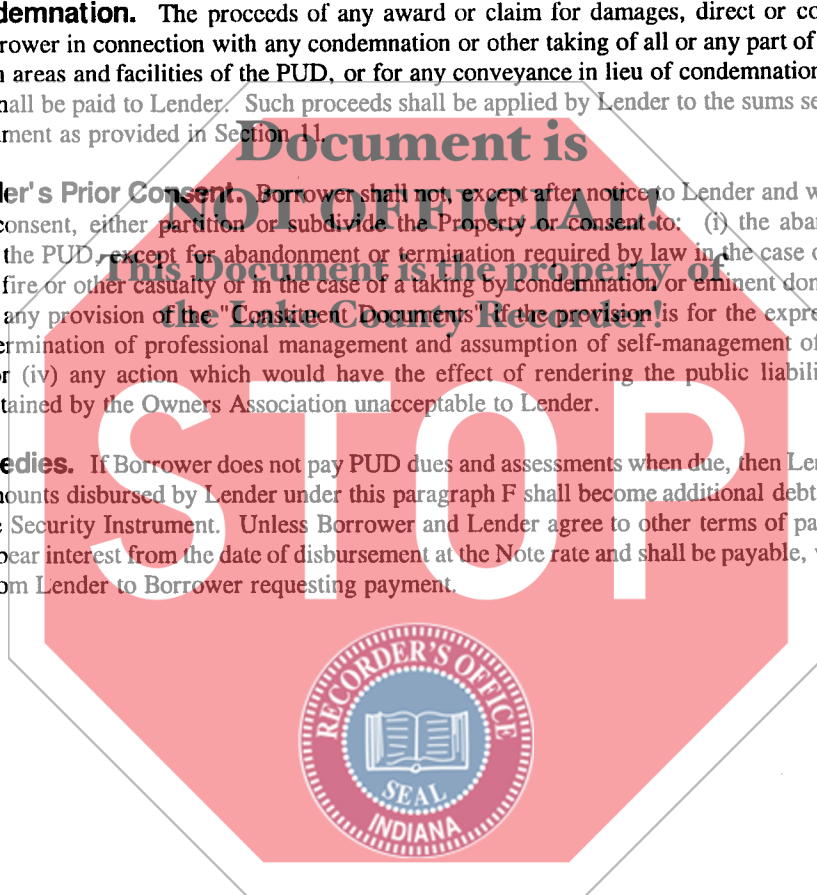 demnation. The proceeds of any award or claim for damages, direct or co
rower in connection with any condemnation or other taking of all or any part of
n areas and facilities of the PUD, or for any conveyance in lieu of condemnation
hall be paid to Lender. Such proceeds shall be applied by Lender to the sums se
ment as provided in Section 11.
Document is
ler's Prior Consent. Borrower shall not, except after notice to Lender and w
NOT OFFICIAL!
consent, either partition or subdivide the Property or consent to: (i) the aba
the PUD, except for abandonment or termination required by law in the case o
This Document is the property of
fire or other casualty or in the case of a taking by condemnation or eminent don
the Lake County Recorder!
any provision of the "Constituent Documents" if the provision is for the expre
ermination of professional management and assumption of self-management of
r (iv) any action which would have the effect of rendering the public liabili
tained by the Owners Association unacceptable to Lender.
STOP
edies. If Borrower does not pay PUD dues and assessments when due, then Le
ounts disbursed by Lender under this paragraph F shall become additional debt
Security Instrument. Unless Borrower and Lender agree to other terms of pa
bear interest from the date of disbursement at the Note rate and shall be payable,
om Lender to Borrower requesting payment.
RECORDER'S OFFICE
SEAL
INDIANA